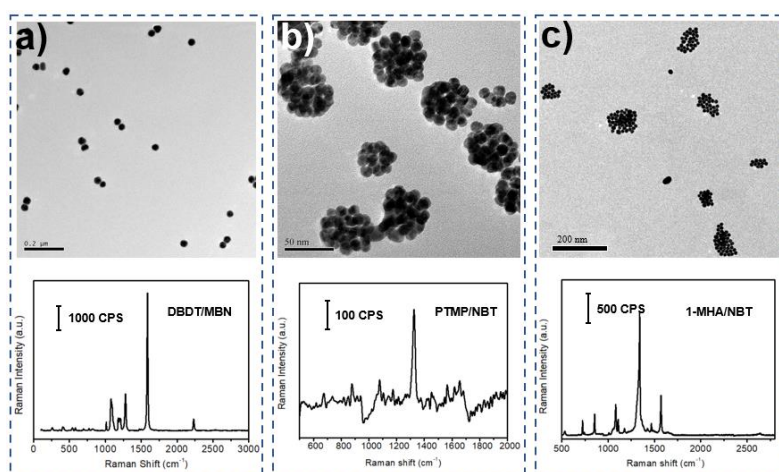 a)
0.2 μm
1000 CPS
DBDT/MBN
Raman Intensity (a.u.)
0 500 1000 1500 2000 2500 3000
Raman Shift (cm⁻¹)
b)
50 nm
100 CPS
PTMP/NBT
Raman Intensity (a.u.)
600 800 1000 1200 1400 1600 1800 2000
Raman shift (cm⁻¹)
c)
200 nm
500 CPS
1-MHA/NBT
Raman Intensity (a.u.)
500 1000 1500 2000 2500
Raman shift (cm⁻¹)